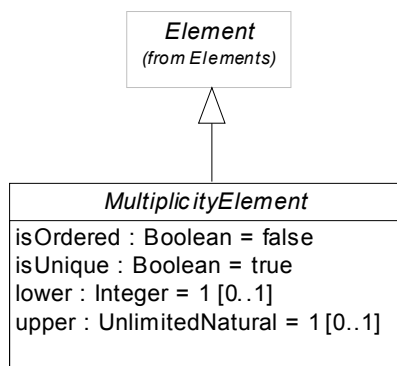 Element
(from Elements)
MultiplicityElement
isOrdered : Boolean = false
isUnique : Boolean = true
lower : Integer = 1 [0..1]
upper : UnlimitedNatural = 1 [0..1]